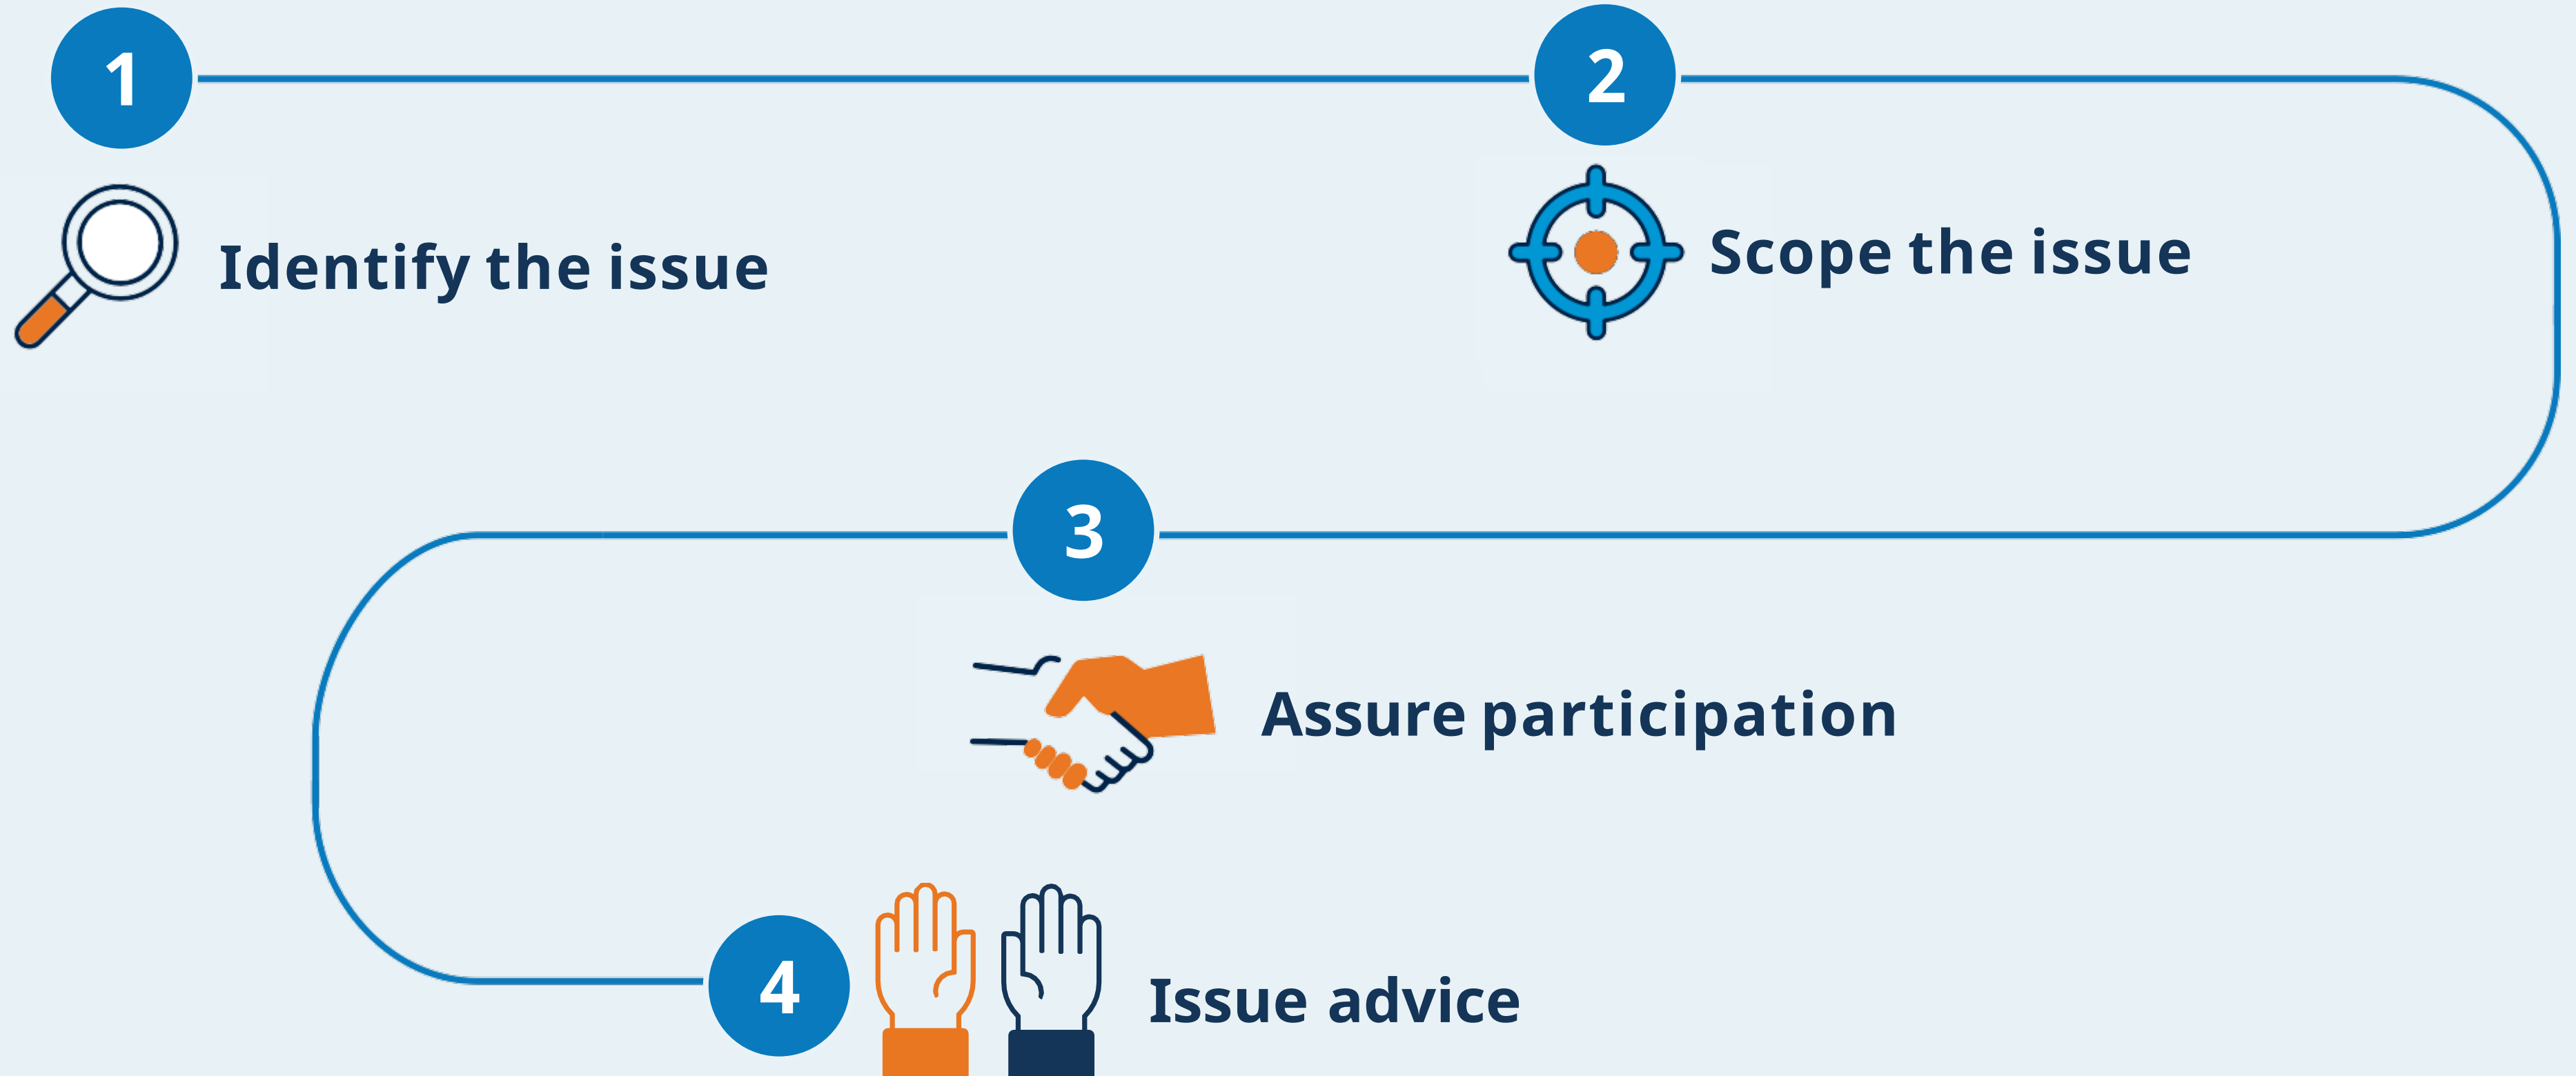 1
2
Identify the issue
Scope the issue
3
Assure participation
4
Issue advice